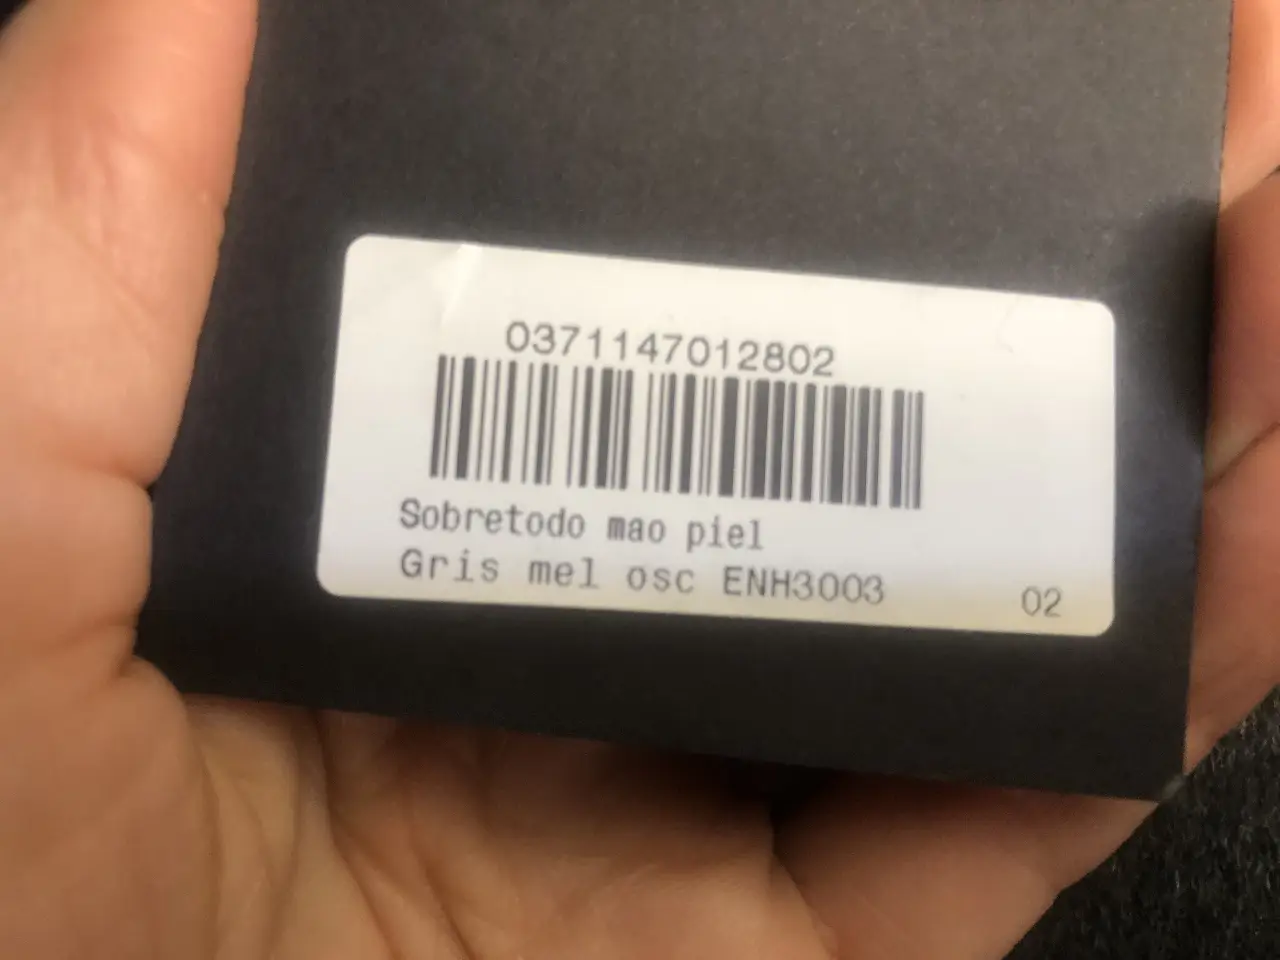 0371147012802
Sobretodo mao piel
Gris mel osc ENH3003 02